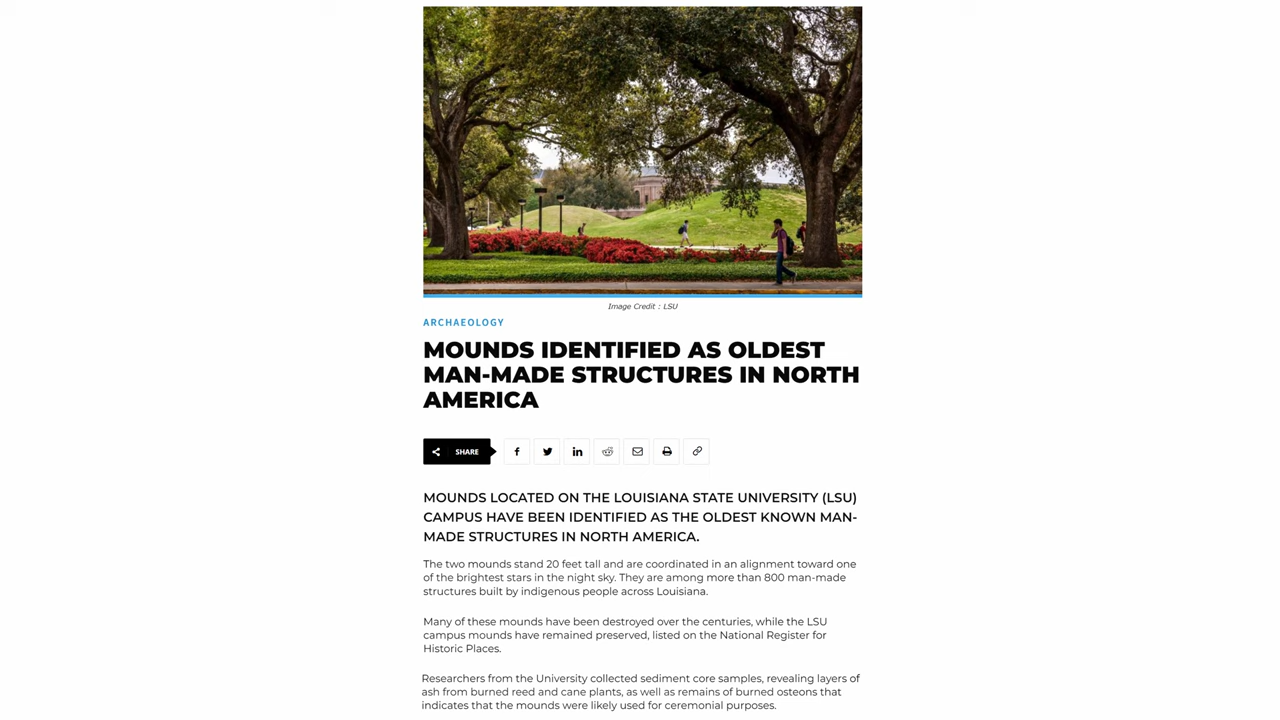 Image Credit : LSU
ARCHAEOLOGY
MOUNDS IDENTIFIED AS OLDEST
MAN-MADE STRUCTURES IN NORTH
AMERICA
SHARE
MOUNDS LOCATED ON THE LOUISIANA STATE UNIVERSITY (LSU)
CAMPUS HAVE BEEN IDENTIFIED AS THE OLDEST KNOWN MAN-
MADE STRUCTURES IN NORTH AMERICA.
The two mounds stand 20 feet tall and are coordinated in an alignment toward one
of the brightest stars in the night sky. They are among more than 800 man-made
structures built by indigenous people across Louisiana.
Many of these mounds have been destroyed over the centuries, while the LSU
campus mounds have remained preserved, listed on the National Register for
Historic Places.
Researchers from the University collected sediment core samples, revealing layers of
ash from burned reed and cane plants, as well as remains of burned osteons that
indicates that the mounds were likely used for ceremonial purposes.